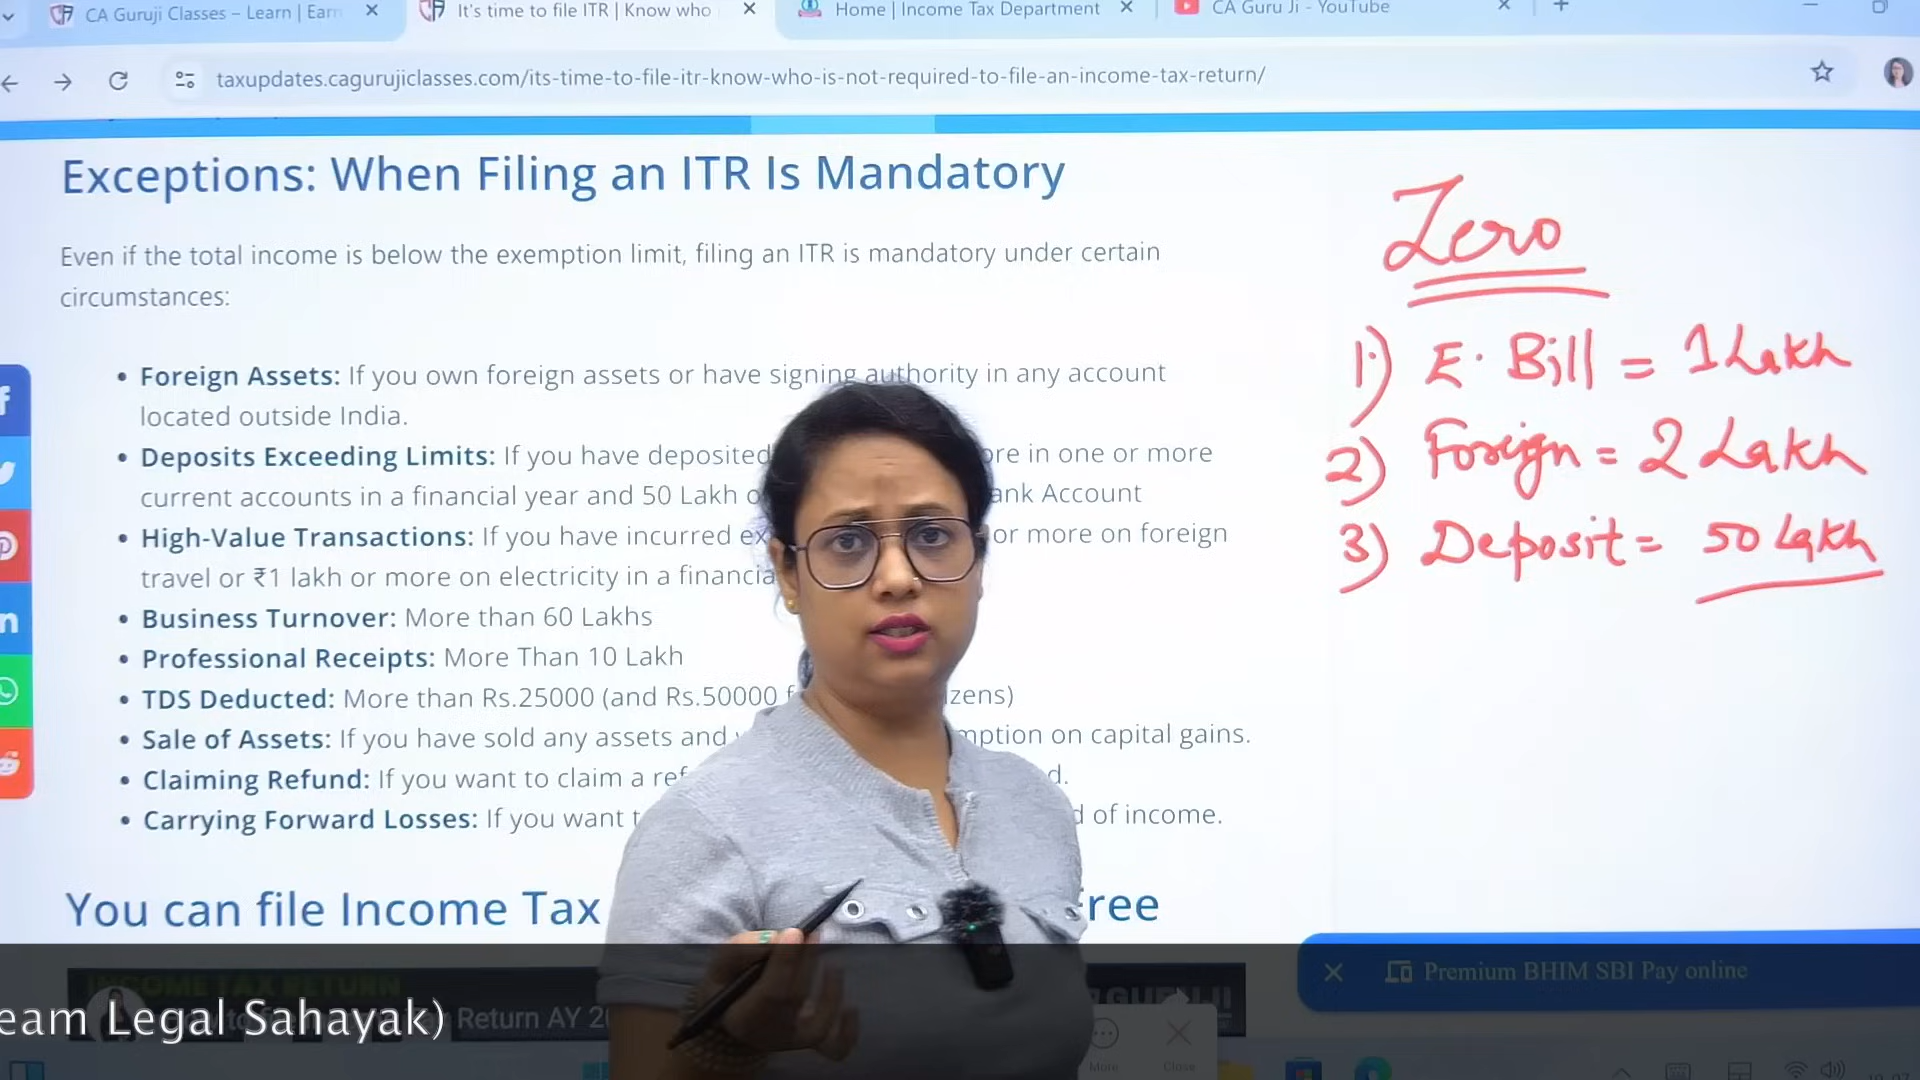 CA Guruji Classes – Learn | Earn
It's time to file ITR | Know who
Home | Income Tax Department
CA Guru Ji - YouTube
taxupdates.cagurujiclasses.com/its-time-to-file-itr-know-who-is-not-required-to-file-an-income-tax-return/
Exceptions: When Filing an ITR Is Mandatory
Even if the total income is below the exemption limit, filing an ITR is mandatory under certain
circumstances:
• Foreign Assets: If you own foreign assets or have signing authority in any account
located outside India.
• Deposits Exceeding Limits: If you have deposited in one or more
current accounts in a financial year and 50 Lakh Account
• High-Value Transactions: If you have incurred or more on foreign
travel or ₹1 lakh or more on electricity in a
• Business Turnover: More than 60 Lakhs
• Professional Receipts: More Than 10 Lakh
• TDS Deducted: More than Rs.25000 (and Rs.50000
• Sale of Assets: If you have sold any assets and on capital gains.
• Claiming Refund: If you want to claim a
• Carrying Forward Losses: If you want of income.
You can file Income Tax
Zero
1) E. Bill = 1 Lakh
2) Foreign = 2 Lakh
3) Deposit = 50 Lakh
Premium BHIM SBI Pay online
INCOME TAX RETURN
Return AY
Legal Sahayak)
More
Close